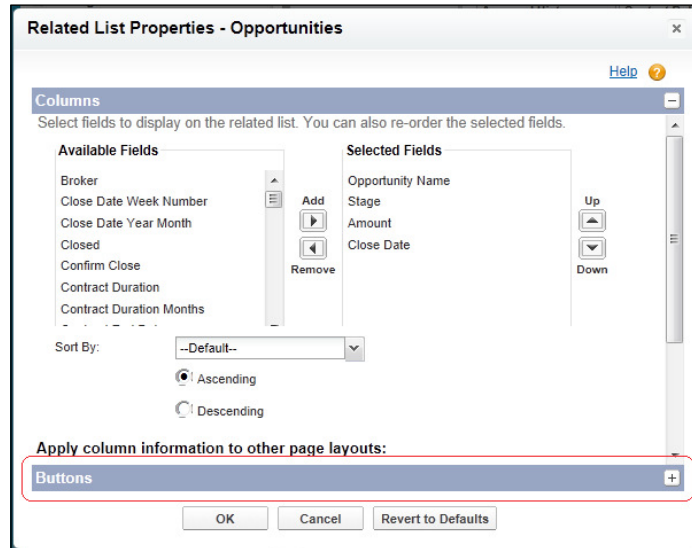 Related List Properties - Opportunities
Help
Columns
Select fields to display on the related list. You can also re-order the selected fields.
Available Fields
Broker
Close Date Week Number
Close Date Year Month
Closed
Confirm Close
Contract Duration
Contract Duration Months
Add
Remove
Selected Fields
Opportunity Name
Stage
Amount
Close Date
Up
Down
Sort By:
--Default--
Ascending
Descending
Apply column information to other page layouts:
Buttons
OK
Cancel
Revert to Defaults